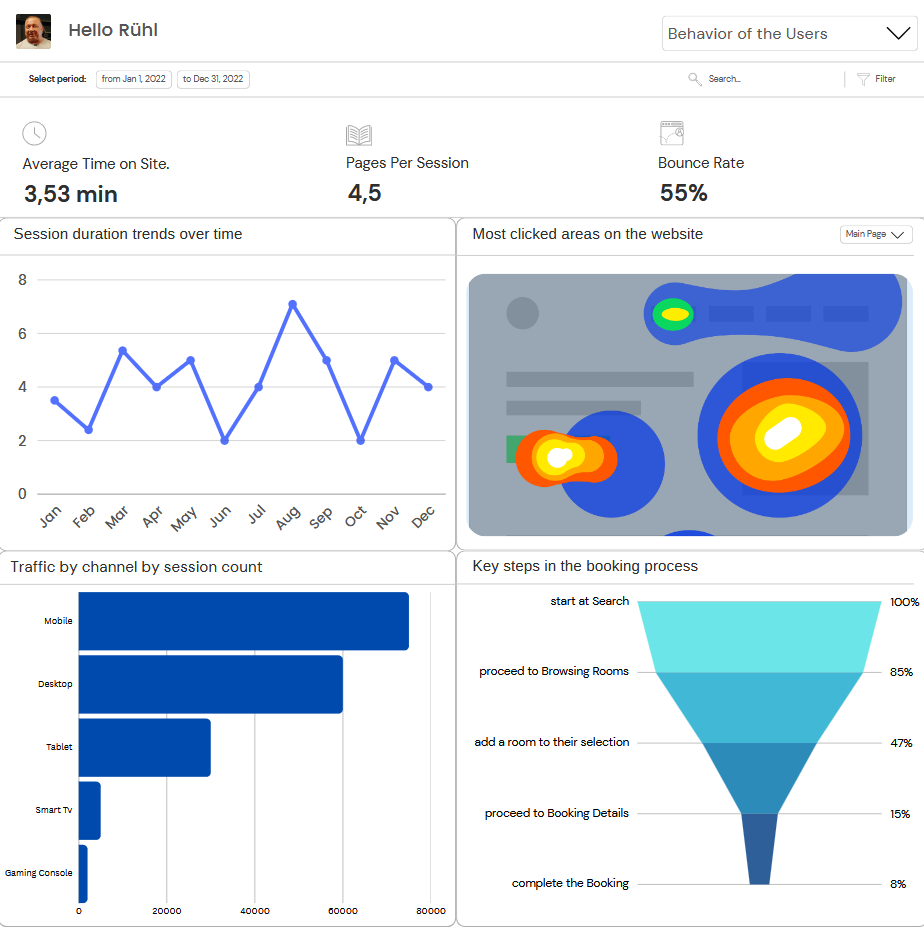 Hello Rühl
Behavior of the Users
Select period: from Jan 1, 2022 to Dec 31, 2022
Search... Filter
Average Time on Site.
3,53 min
Pages Per Session
4,5
Bounce Rate
55%
Session duration trends over time
8
6
4
2
0
Jan Feb Mar Apr May Jun Jul Aug Sep Oct Nov Dec
Most clicked areas on the website
Main Page
Traffic by channel by session count
Mobile
Desktop
Tablet
Smart Tv
Gaming Console
0 20000 40000 60000 80000
Key steps in the booking process
start at Search 100%
proceed to Browsing Rooms 85%
add a room to their selection 47%
proceed to Booking Details 15%
complete the Booking 8%